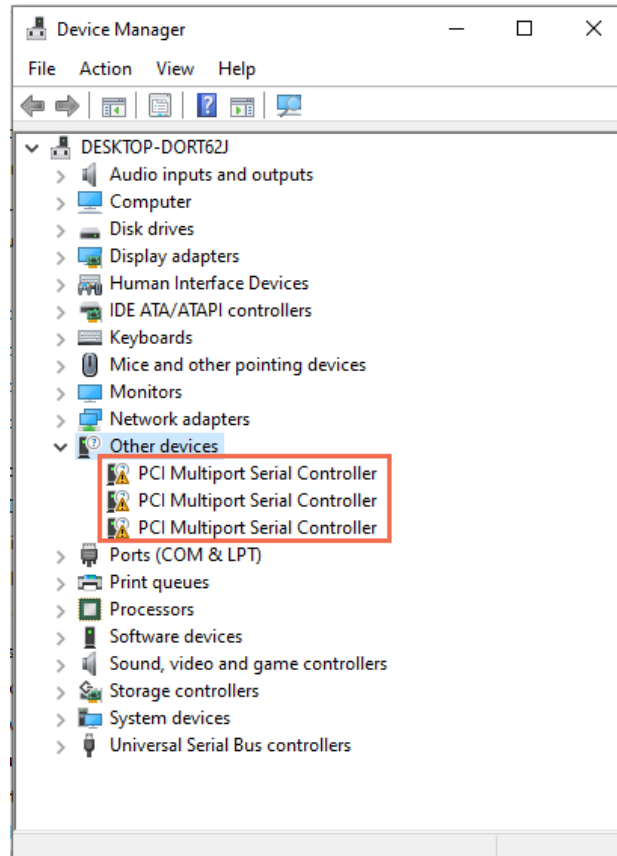 Device Manager
File Action View Help
DESKTOP-DORT62J
Audio inputs and outputs
Computer
Disk drives
Display adapters
Human Interface Devices
IDE ATA/ATAPI controllers
Keyboards
Mice and other pointing devices
Monitors
Network adapters
Other devices
PCI Multiport Serial Controller
PCI Multiport Serial Controller
PCI Multiport Serial Controller
Ports (COM & LPT)
Print queues
Processors
Software devices
Sound, video and game controllers
Storage controllers
System devices
Universal Serial Bus controllers